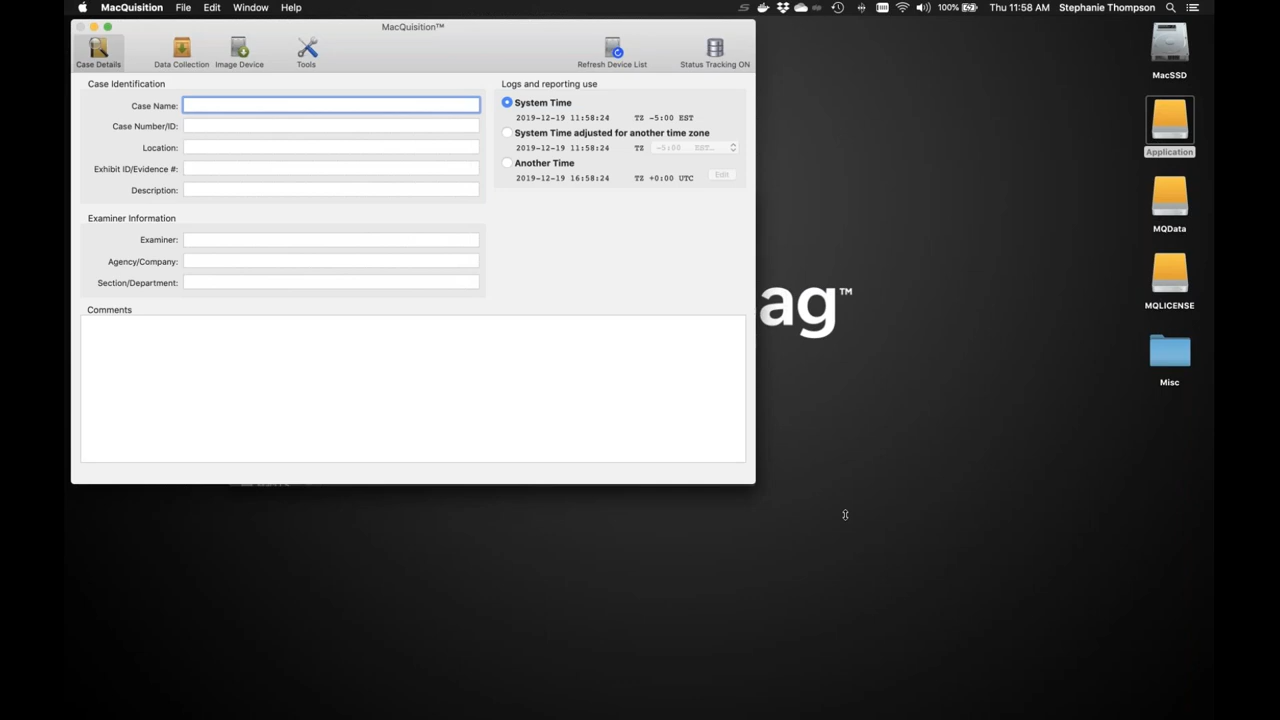 MacQuisition File Edit Window Help 100% Thu 11:58 AM Stephanie Thompson
MacQuisition™
Case Details Data Collection Image Device Tools Refresh Device List Status Tracking ON
Case Identification
Case Name:
Case Number/ID:
Location:
Exhibit ID/Evidence #:
Description:
Examiner Information
Examiner:
Agency/Company:
Section/Department:
Comments
Logs and reporting use
System Time
2019-12-19 11:58:24 TZ -5:00 EST
System Time adjusted for another time zone
2019-12-19 11:58:24 TZ -5:00 EST...
Another Time
2019-12-19 16:58:24 TZ +0:00 UTC Edit
ag™
MacSSD
Application
MQData
MQLICENSE
Misc